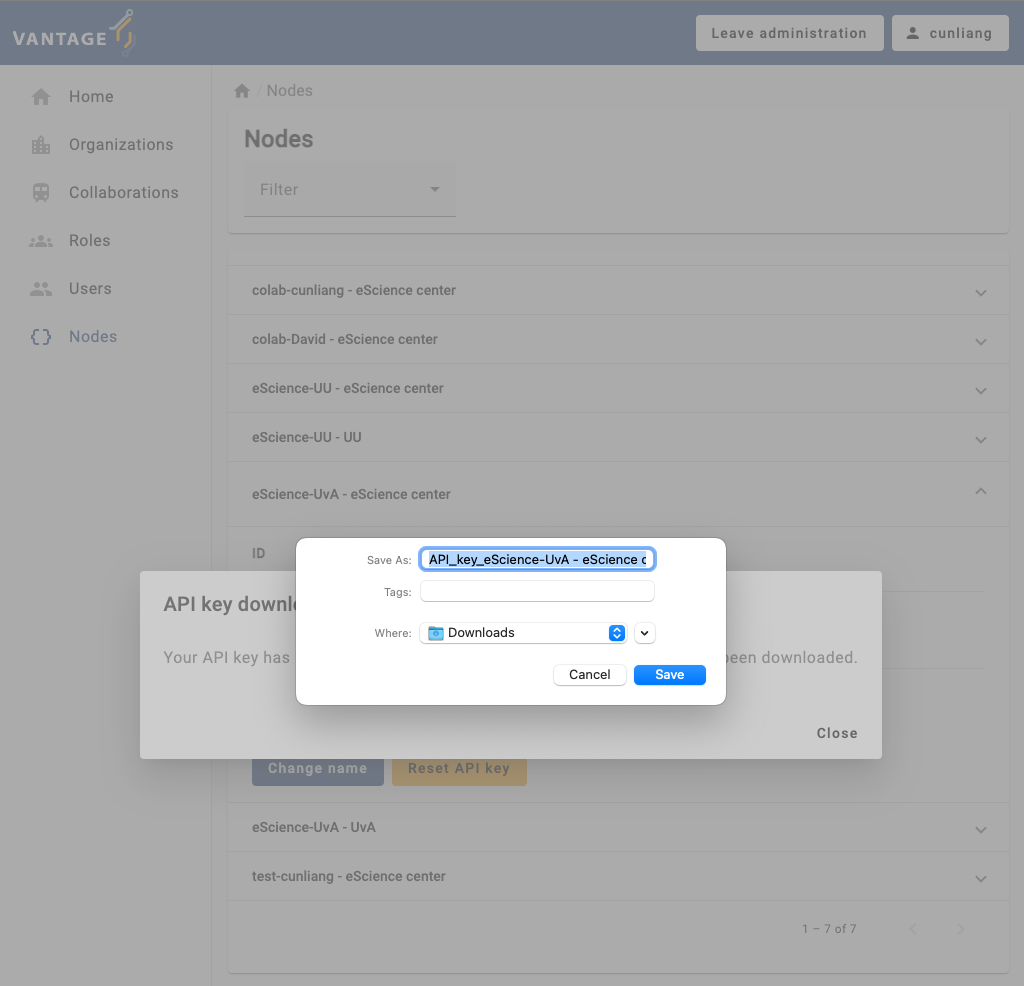 VANTAGE
Leave administration
cunliang
Home
Organizations
Collaborations
Roles
Users
Nodes
/ Nodes
Nodes
Filter
colab-cunliang - eScience center
colab-David - eScience center
eScience-UU - eScience center
eScience-UU - UU
eScience-UvA - eScience center
ID
Save As: API_key_eScience-UvA - eScience
Tags:
Where: Downloads
Cancel
Save
API key
Your API key has
been downloaded.
Close
Change name
Reset API key
eScience-UvA - UvA
test-cunliang - eScience center
1 – 7 of 7